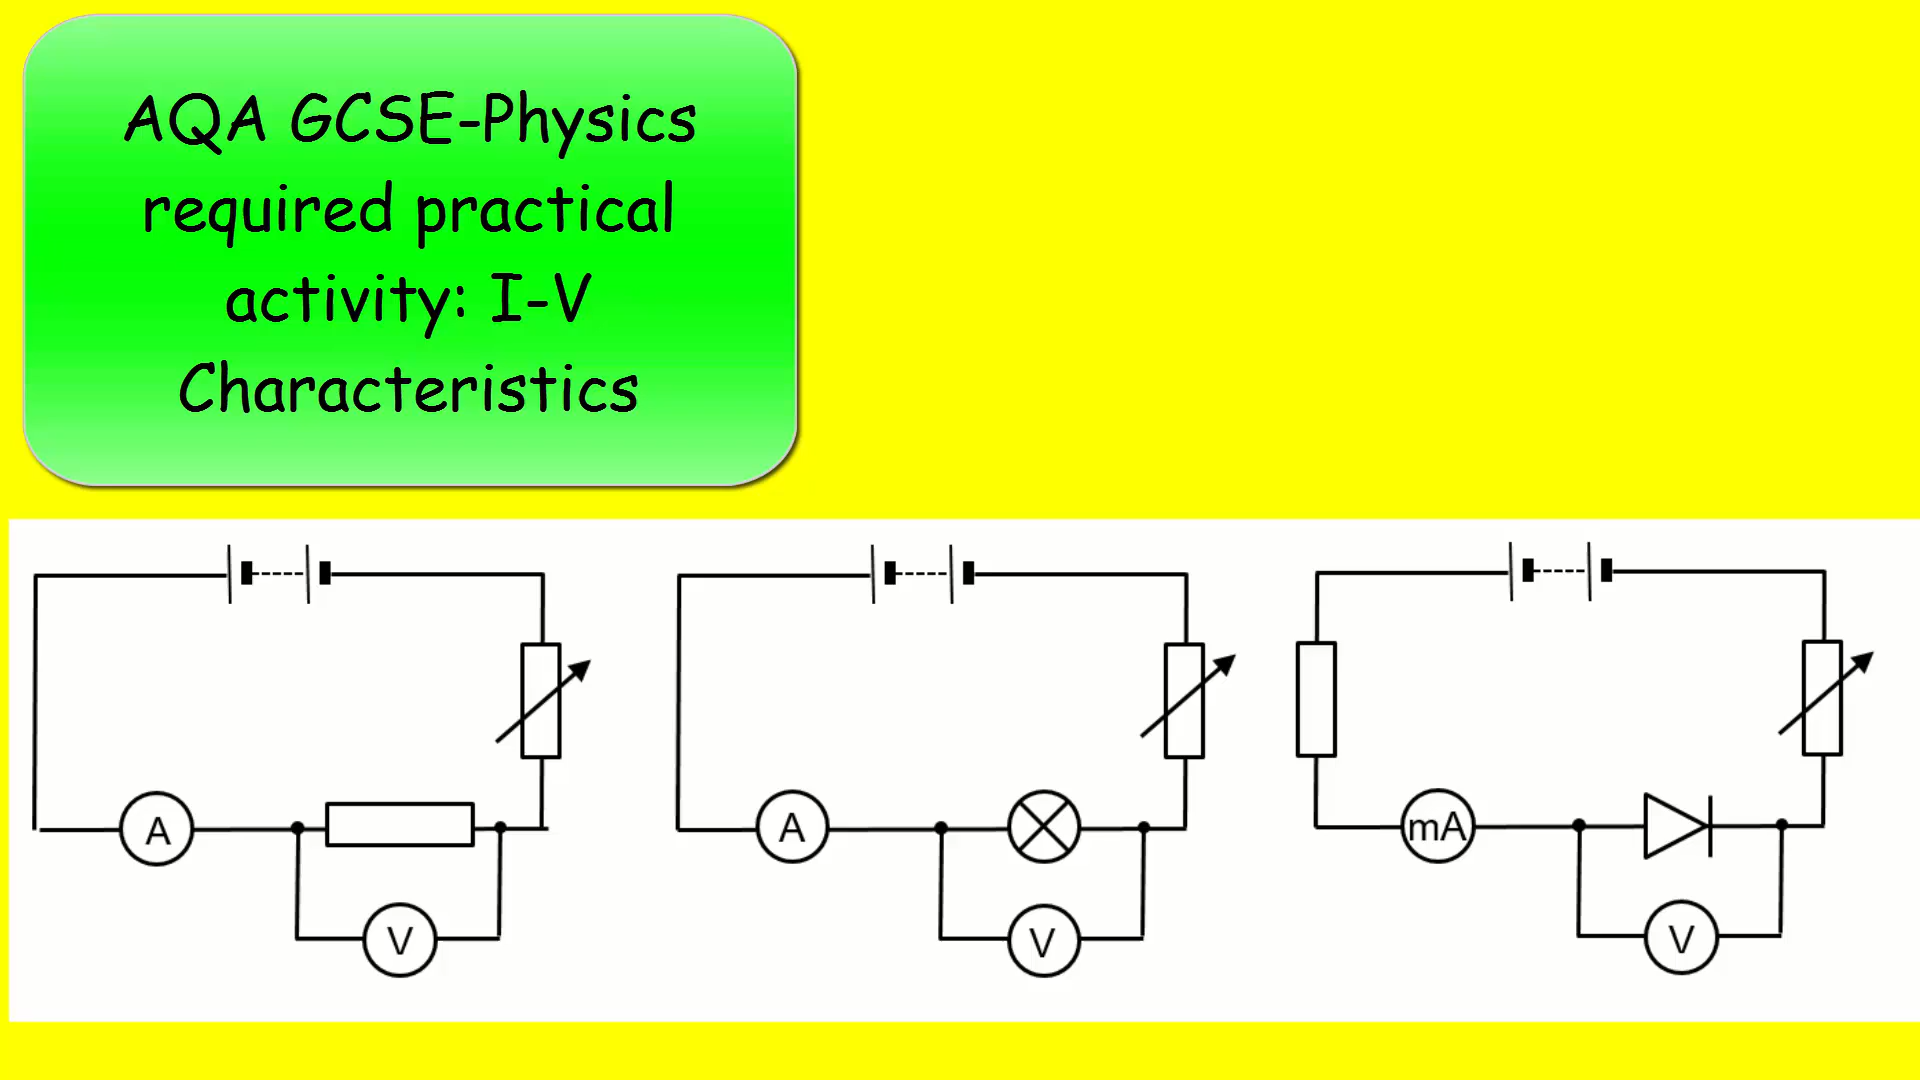 AQA GCSE-Physics
required practical
activity: I-V
Characteristics
A
V
A
V
mA
V